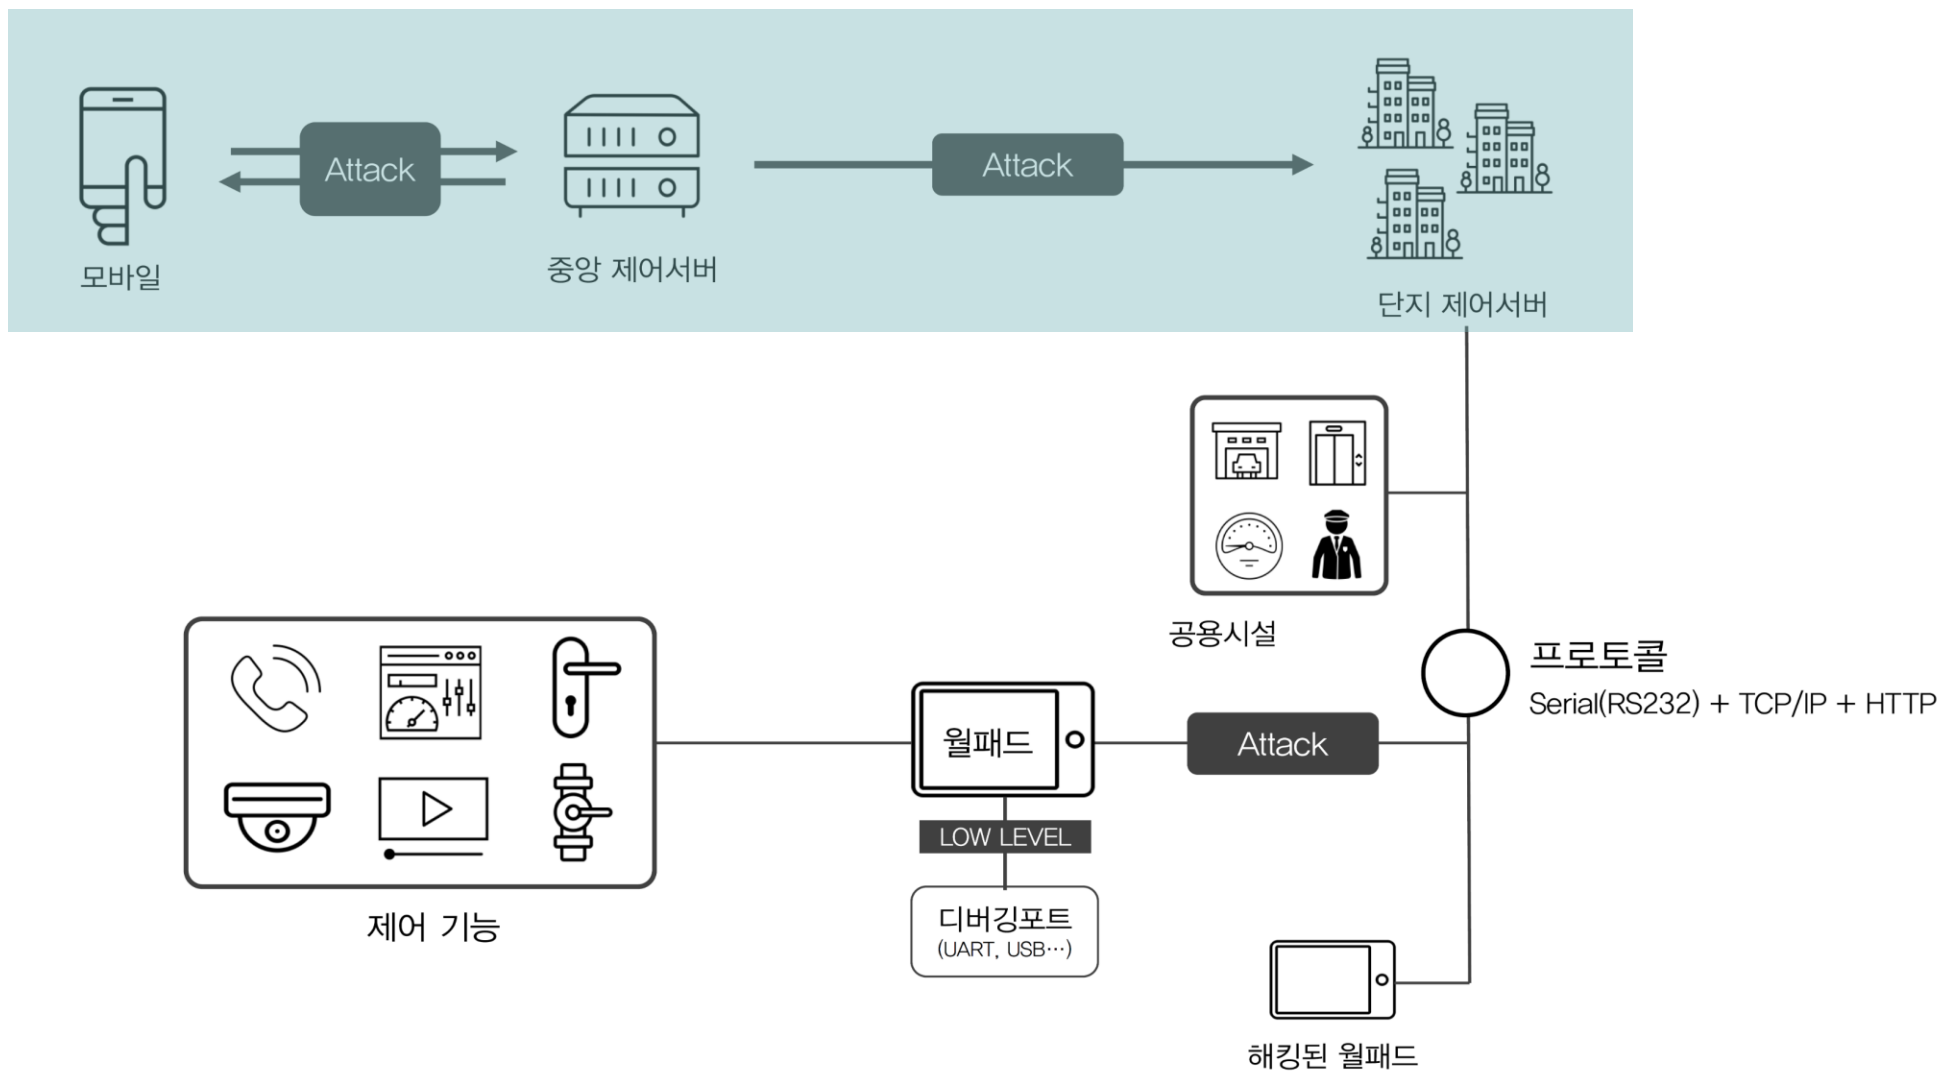 Attack
Attack
모바일
중앙 제어서버
단지 제어서버
공용시설
프로토콜
Serial(RS232) + TCP/IP + HTTP
월패드
Attack
LOW LEVEL
디버깅포트
(UART, USB…)
제어 기능
해킹된 월패드